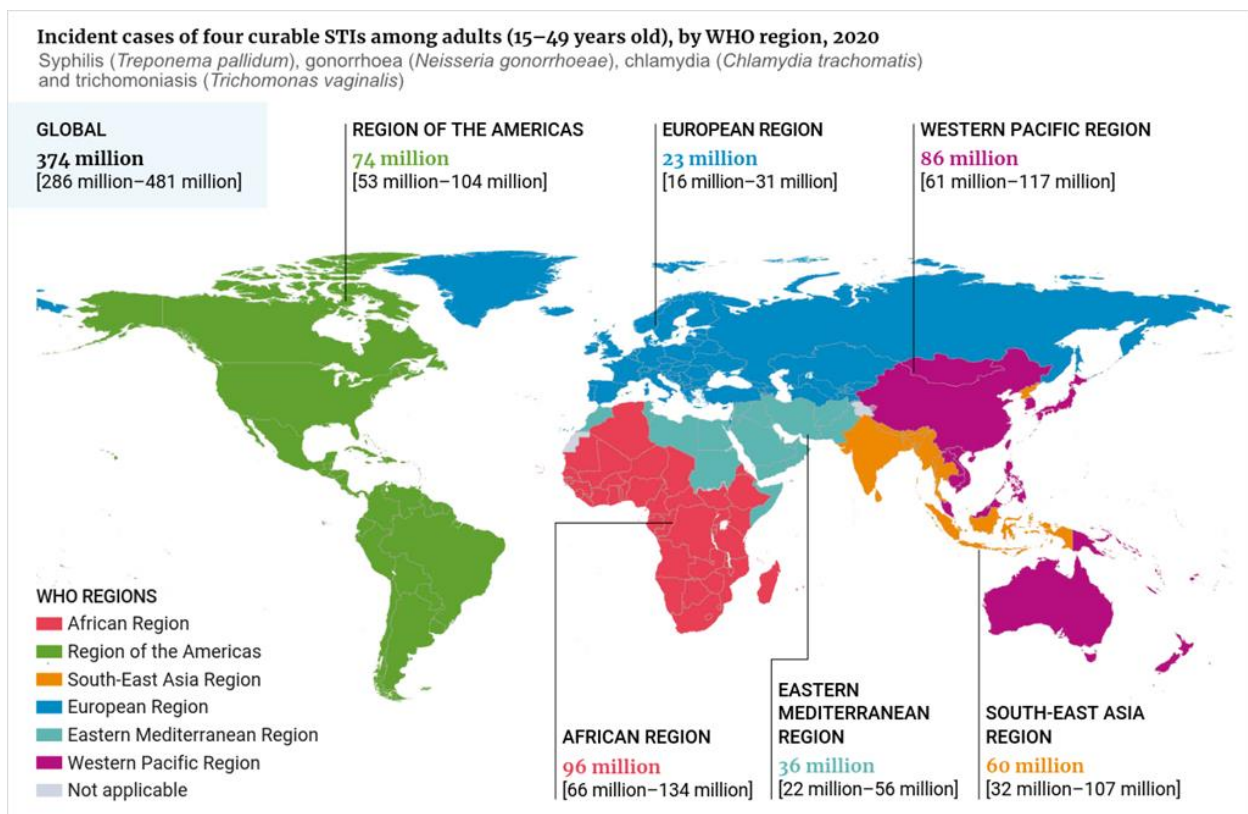 Incident cases of four curable STIs among adults (15–49 years old), by WHO region, 2020
Syphilis (Treponema pallidum), gonorrhoea (Neisseria gonorrhoeae), chlamydia (Chlamydia trachomatis)
and trichomoniasis (Trichomonas vaginalis)
GLOBAL
374 million
[286 million–481 million]
REGION OF THE AMERICAS
74 million
[53 million–104 million]
EUROPEAN REGION
23 million
[16 million–31 million]
WESTERN PACIFIC REGION
86 million
[61 million–117 million]
WHO REGIONS
African Region
Region of the Americas
South-East Asia Region
European Region
Eastern Mediterranean Region
Western Pacific Region
Not applicable
AFRICAN REGION
96 million
[66 million–134 million]
EASTERN
MEDITERRANEAN
REGION
36 million
[22 million–56 million]
SOUTH-EAST ASIA
REGION
60 million
[32 million–107 million]